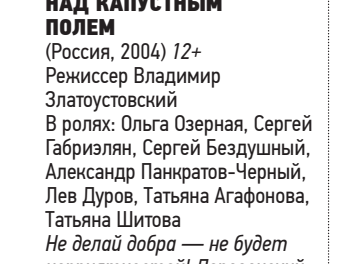 НАД КАПУСТНЫМ
ПОЛЕМ
(Россия, 2004) 12+
Режиссер Владимир
Златоустовский
В ролях: Ольга Озерная, Сергей
Габриэлян, Сергей Бездушный,
Александр Панкратов-Черный,
Лев Дуров, Татьяна Агафонова,
Татьяна Шитова
Не делай добра — не будет